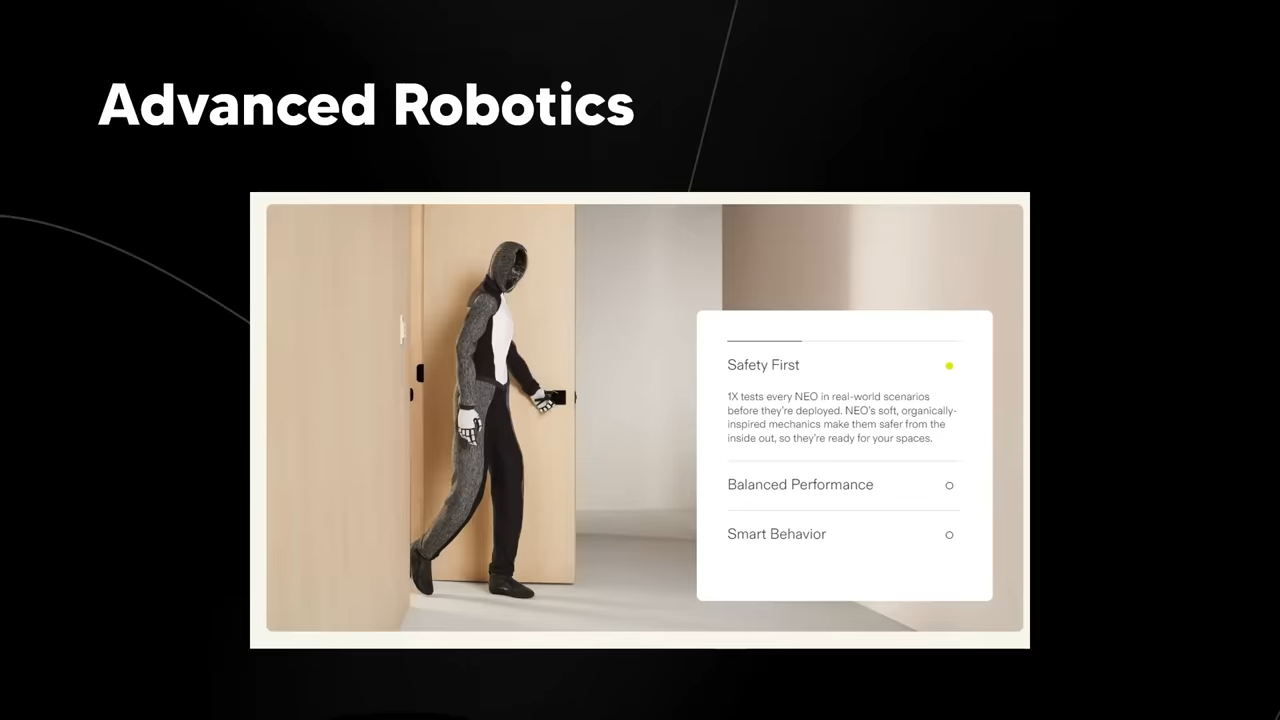 Advanced Robotics
Safety First
1X tests every NEO in real-world scenarios
before they're deployed. NEO's soft, organically-
inspired mechanics make them safer from the
inside out, so they're ready for your spaces.
Balanced Performance
Smart Behavior